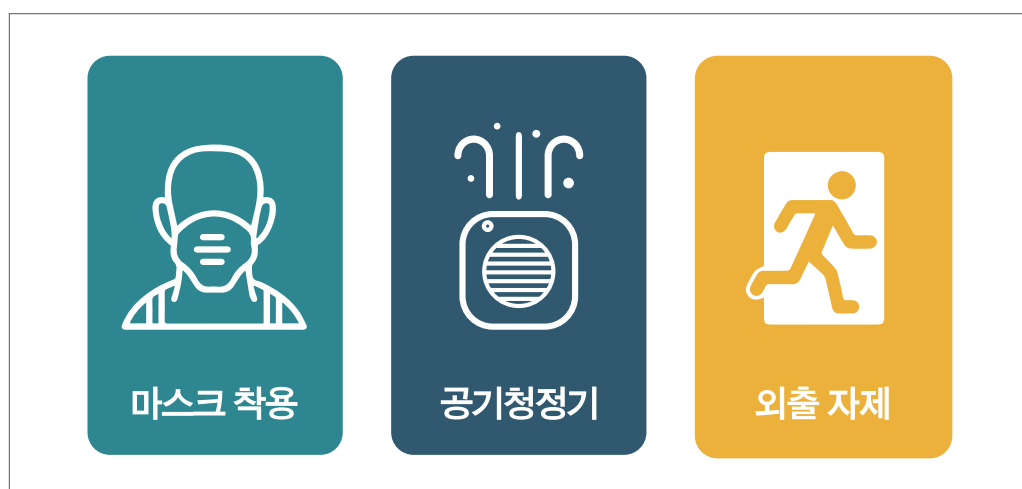 마스크 착용
공기청정기
외출 자제